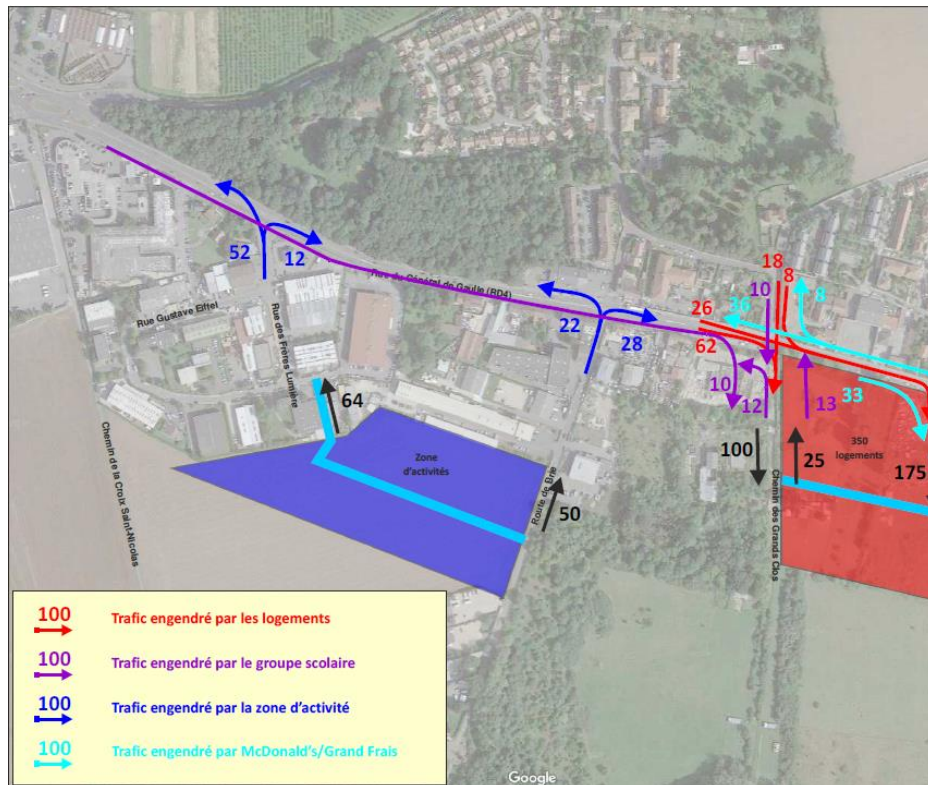 18
8
10
8
36
26
52
12
Rue du Général de Gaulle (RD4)
Rue Gustave Eiffel
22
28
62
Rue des Frères Lumière
10
12
13
33
64
100
25
350
logements
175
Zone
d'activités
Chemin de la Croix Saint-Nicolas
Route de Brie
50
Chemin des Grands Clos
100 Trafic engendré par les logements
100 Trafic engendré par le groupe scolaire
100 Trafic engendré par la zone d'activité
100 Trafic engendré par McDonald's/Grand Frais
Google